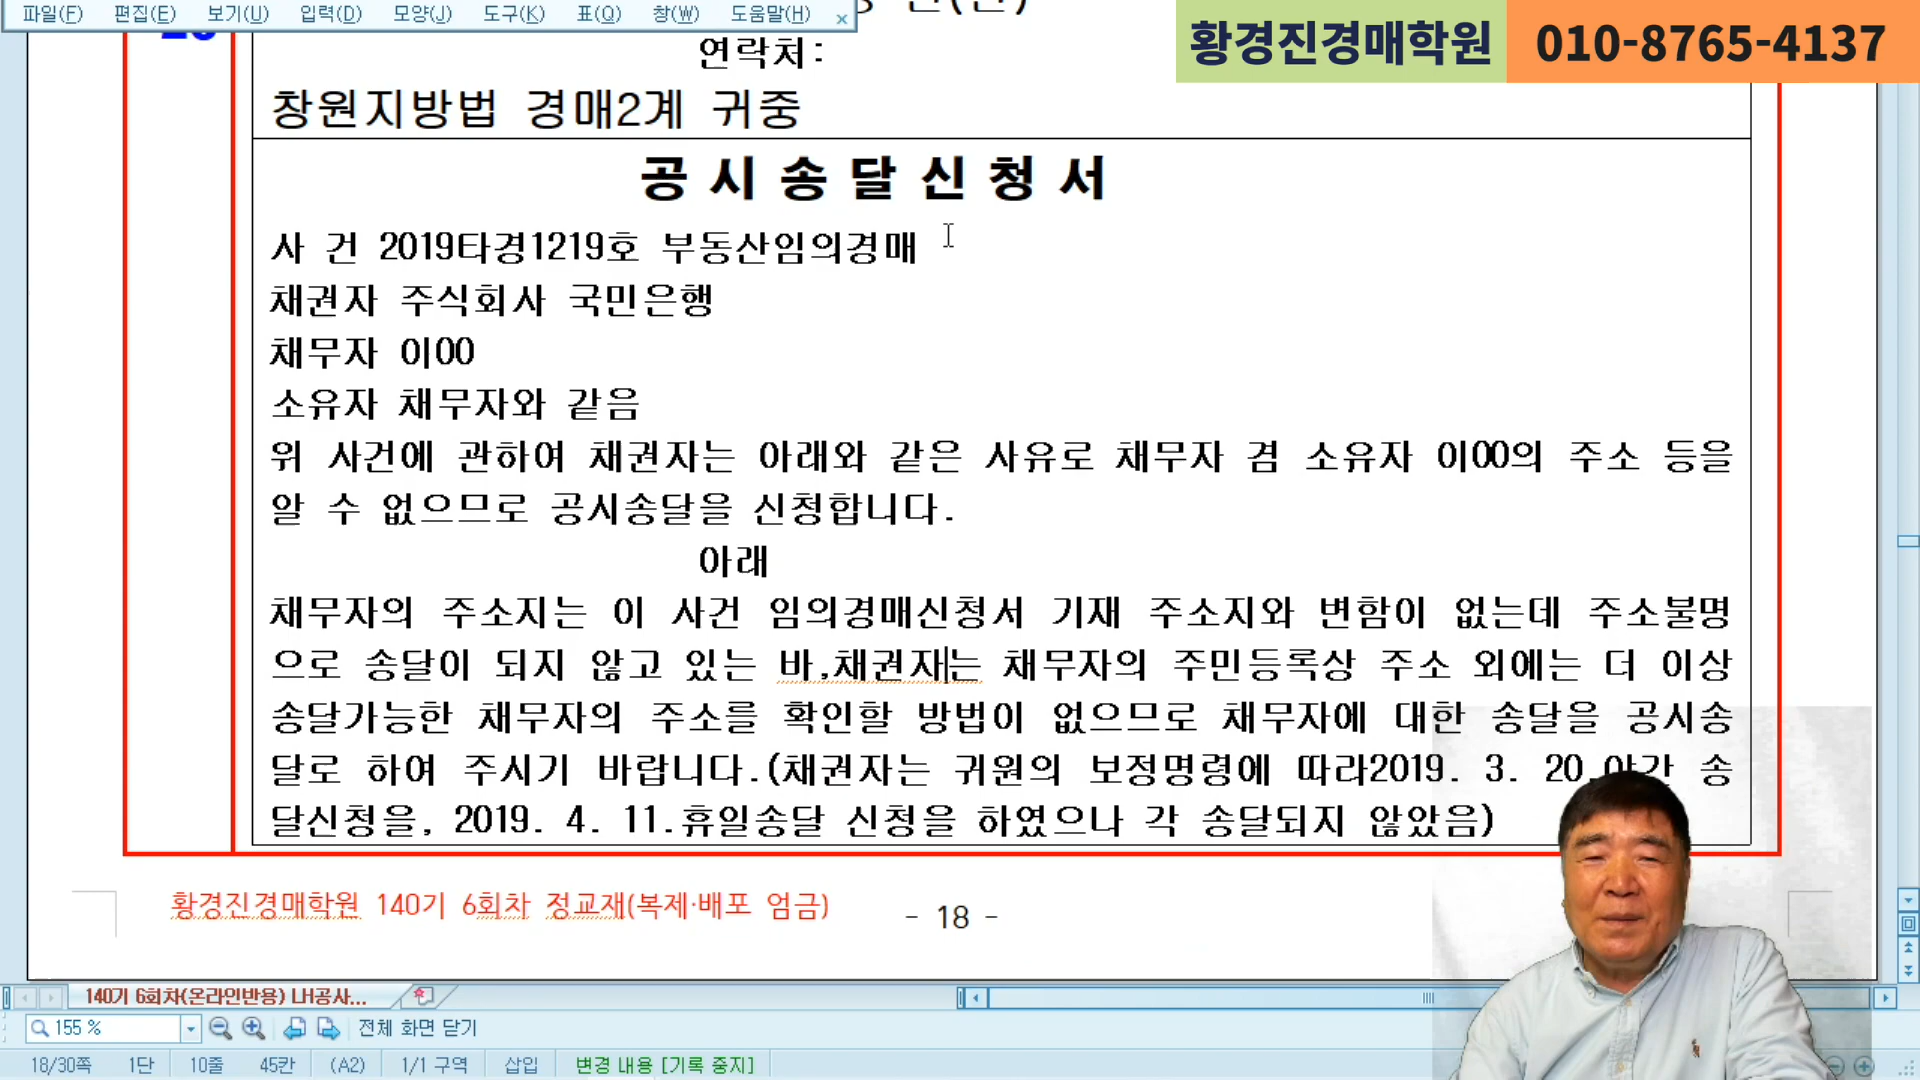 파일(F) 편집(E) 보기(U) 입력(D) 모양(J) 도구(K) 표(Q) 창(W) 도움말(H)
황경진경매학원 010-8765-4137
연락처:
창원지방법 경매2계 귀중
공 시 송 달 신 청 서
사 건 2019타경1219호 부동산임의경매
채권자 주식회사 국민은행
채무자 이00
소유자 채무자와 같음
위 사건에 관하여 채권자는 아래와 같은 사유로 채무자 겸 소유자 이00의 주소 등을
알 수 없으므로 공시송달을 신청합니다.
아래
채무자의 주소지는 이 사건 임의경매신청서 기재 주소지와 변함이 없는데 주소불명
으로 송달이 되지 않고 있는 바,채권자는 채무자의 주민등록상 주소 외에는 더 이상
송달가능한 채무자의 주소를 확인할 방법이 없으므로 채무자에 대한 송달을 공시송
달로 하여 주시기 바랍니다.(채권자는 귀원의 보정명령에 따라2019. 3. 20.야간 송
달신청을, 2019. 4. 11.휴일송달 신청을 하였으나 각 송달되지 않았음)
황경진경매학원 140기 6회차 정교재(복제·배포 엄금)
- 18 -
140기 6회차(온라인반용) LH공사...
155 % 전체 화면 닫기
18/30쪽 1단 10줄 45칸 (A2) 1/1 구역 삽입 변경 내용 [기록 중지]